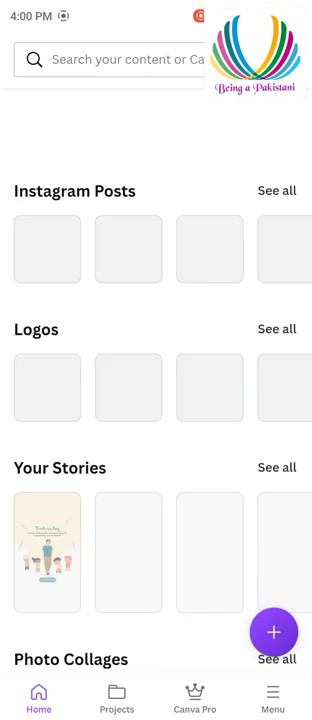 4:00 PM
Search your content or Ca
Being a Pakistani
Instagram Posts
See all
Logos
See all
Your Stories
See all
Photo Collages
See all
Home
Projects
Canva Pro
Menu